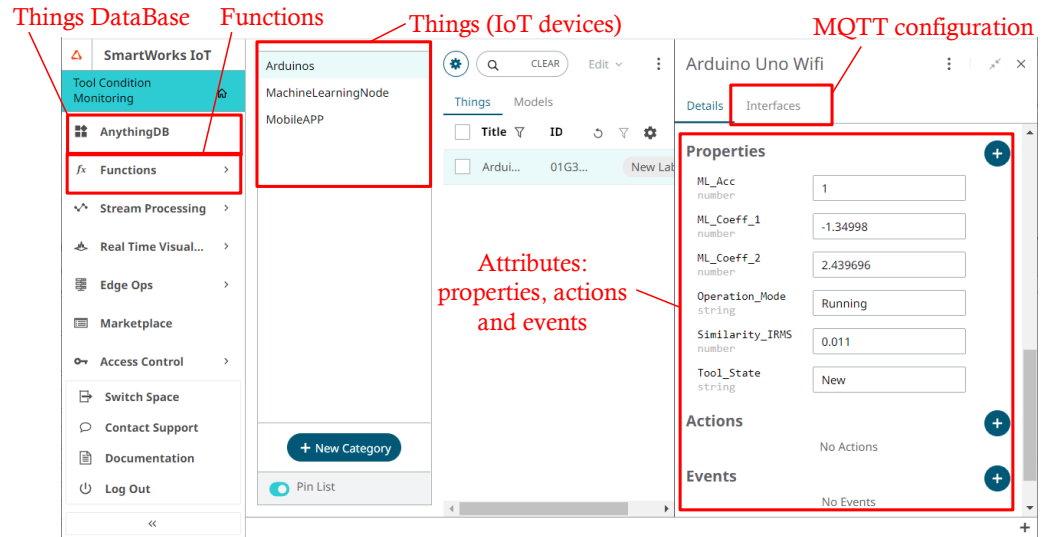 Things DataBase
Functions
Things (IoT devices)
MQTT configuration
SmartWorks IoT
Tool Condition
Monitoring
AnythingDB
fx Functions
Stream Processing
Real Time Visual...
Edge Ops
Marketplace
Access Control
Switch Space
Contact Support
Documentation
Log Out
Arduinos
MachineLearningNode
MobileAPP
+ New Category
Pin List
CLEAR
Edit
Things Models
Title ID
Ardui... 01G3... New Lab
Attributes:
properties, actions
and events
Arduino Uno Wifi
Details Interfaces
Properties
ML_Acc
number
1
ML_Coeff_1
number
-1.34998
ML_Coeff_2
number
2.439696
Operation_Mode
string
Running
Similarity_IRMS
number
0.011
Tool_State
string
New
Actions
No Actions
Events
No Events